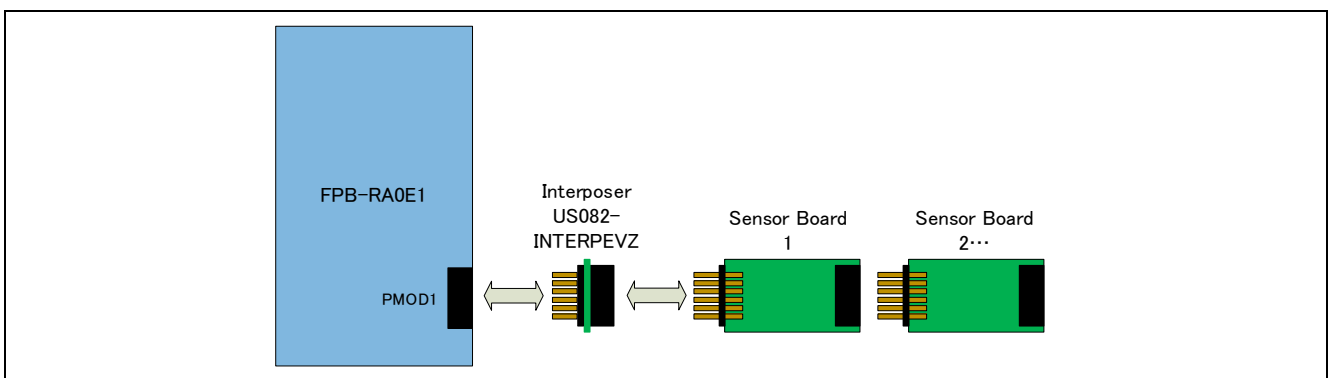 FPB-RA0E1
PMOD1
Interposer
US082-
INTERPEVZ
Sensor Board
1
Sensor Board
2…